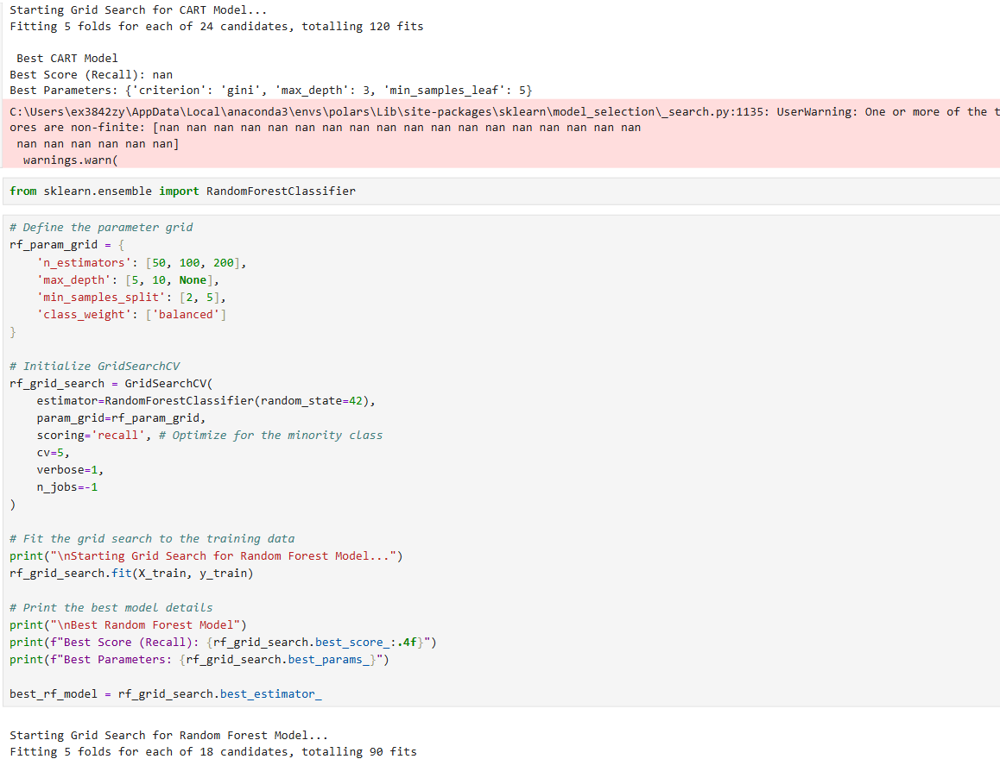 Starting Grid Search for CART Model...
Fitting 5 folds for each of 24 candidates, totalling 120 fits
 Best CART Model
Best Score (Recall): nan
Best Parameters: {'criterion': 'gini', 'max_depth': 3, 'min_samples_leaf': 5}
C:\Users\ex3842zy\AppData\Local\anaconda3\envs\polars\Lib\site-packages\sklearn\model_selection\_search.py:1135: UserWarning: One or more of the t
ores are non-finite: [nan nan nan nan nan nan nan nan nan nan nan nan nan nan nan nan nan nan
 nan nan nan nan nan nan]
  warnings.warn(
from sklearn.ensemble import RandomForestClassifier
# Define the parameter grid
rf_param_grid = {
    'n_estimators': [50, 100, 200],
    'max_depth': [5, 10, None],
    'min_samples_split': [2, 5],
    'class_weight': ['balanced']
}
# Initialize GridSearchCV
rf_grid_search = GridSearchCV(
    estimator=RandomForestClassifier(random_state=42),
    param_grid=rf_param_grid,
    scoring='recall', # Optimize for the minority class
    cv=5,
    verbose=1,
    n_jobs=-1
)
# Fit the grid search to the training data
print("\nStarting Grid Search for Random Forest Model...")
rf_grid_search.fit(X_train, y_train)
# Print the best model details
print("\nBest Random Forest Model")
print(f"Best Score (Recall): {rf_grid_search.best_score_:.4f}")
print(f"Best Parameters: {rf_grid_search.best_params_}")
best_rf_model = rf_grid_search.best_estimator_
Starting Grid Search for Random Forest Model...
Fitting 5 folds for each of 18 candidates, totalling 90 fits